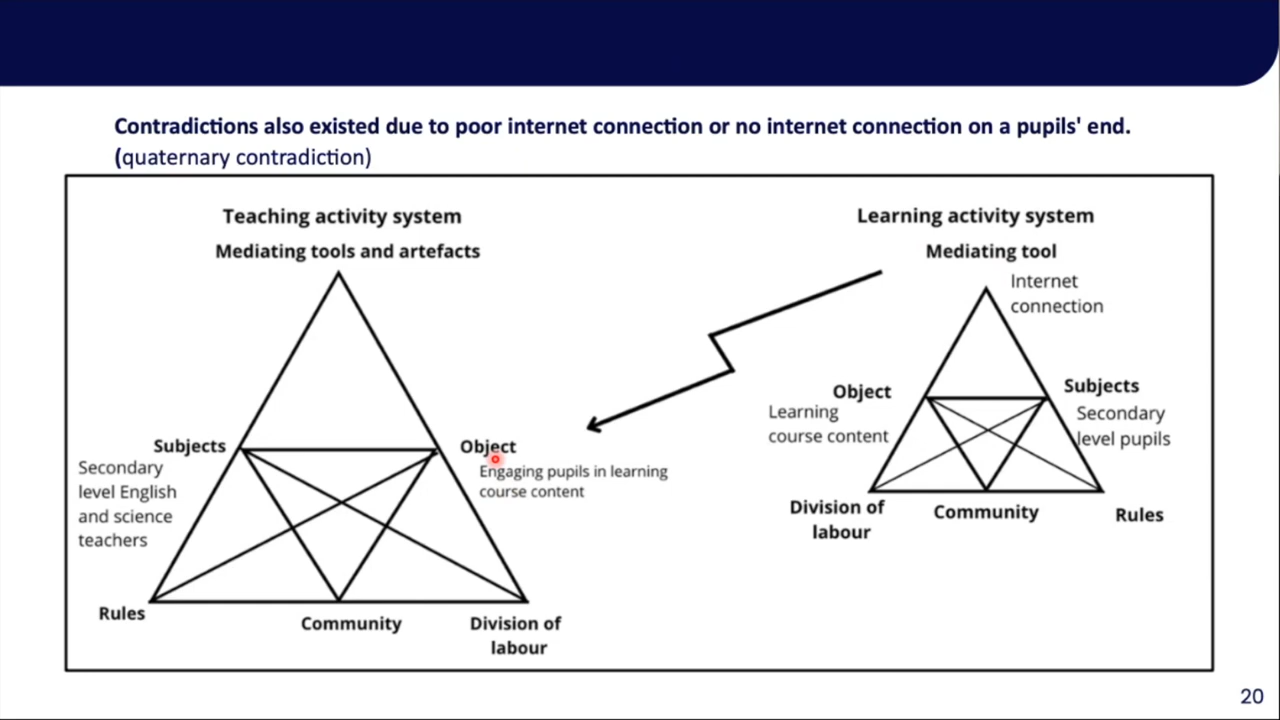 Contradictions also existed due to poor internet connection or no internet connection on a pupils' end.
(quaternary contradiction)
Teaching activity system
Mediating tools and artefacts
Subjects
Secondary
level English
and science
teachers
Object
Engaging pupils in learning
course content
Rules
Community
Division of
labour
Learning activity system
Mediating tool
Internet
connection
Object
Learning
course content
Subjects
Secondary
level pupils
Division of
labour
Community
Rules
20